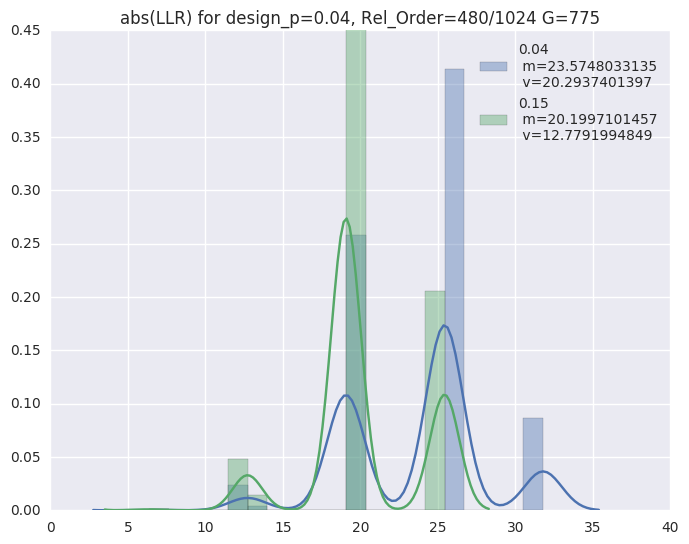 abs(LLR) for design_p=0.04, Rel_Order=480/1024 G=775
0.04
m=23.5748033135
v=20.2937401397
0.15
m=20.1997101457
v=12.7791994849
0.45
0.40
0.35
0.30
0.25
0.20
0.15
0.10
0.05
0.00
0 5 10 15 20 25 30 35 40